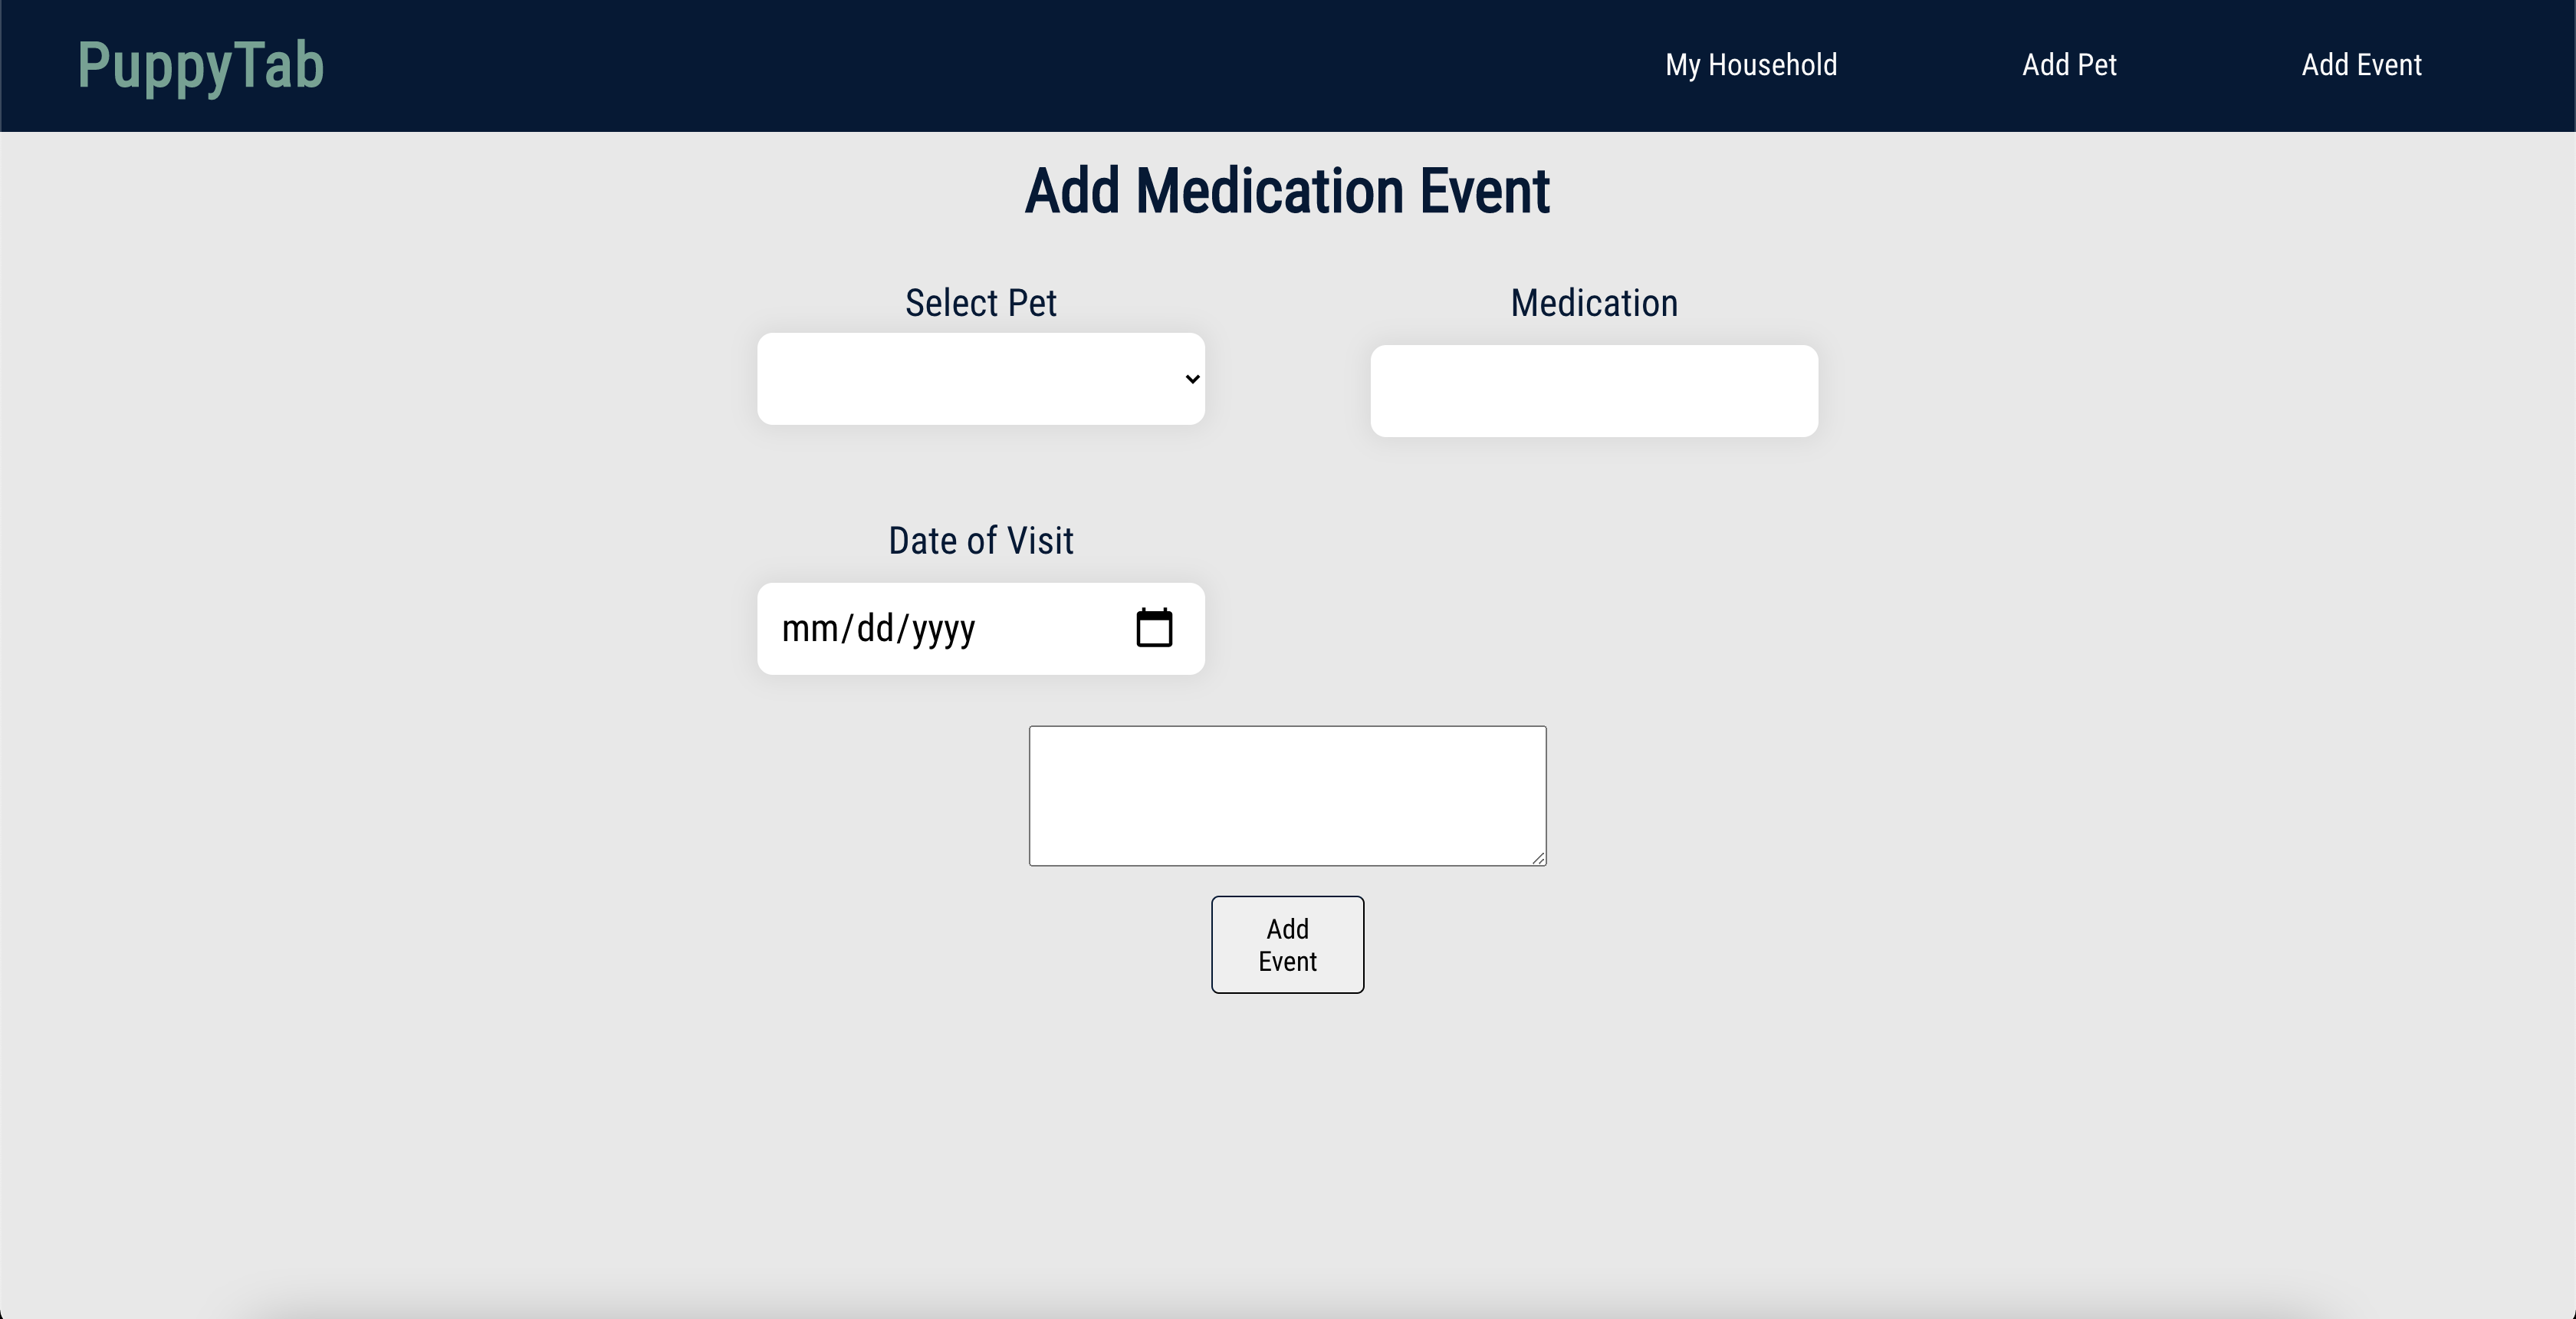 PuppyTab
My Household
Add Pet
Add Event
Add Medication Event
Select Pet
Medication
Date of Visit
mm/dd/yyyy
Add
Event